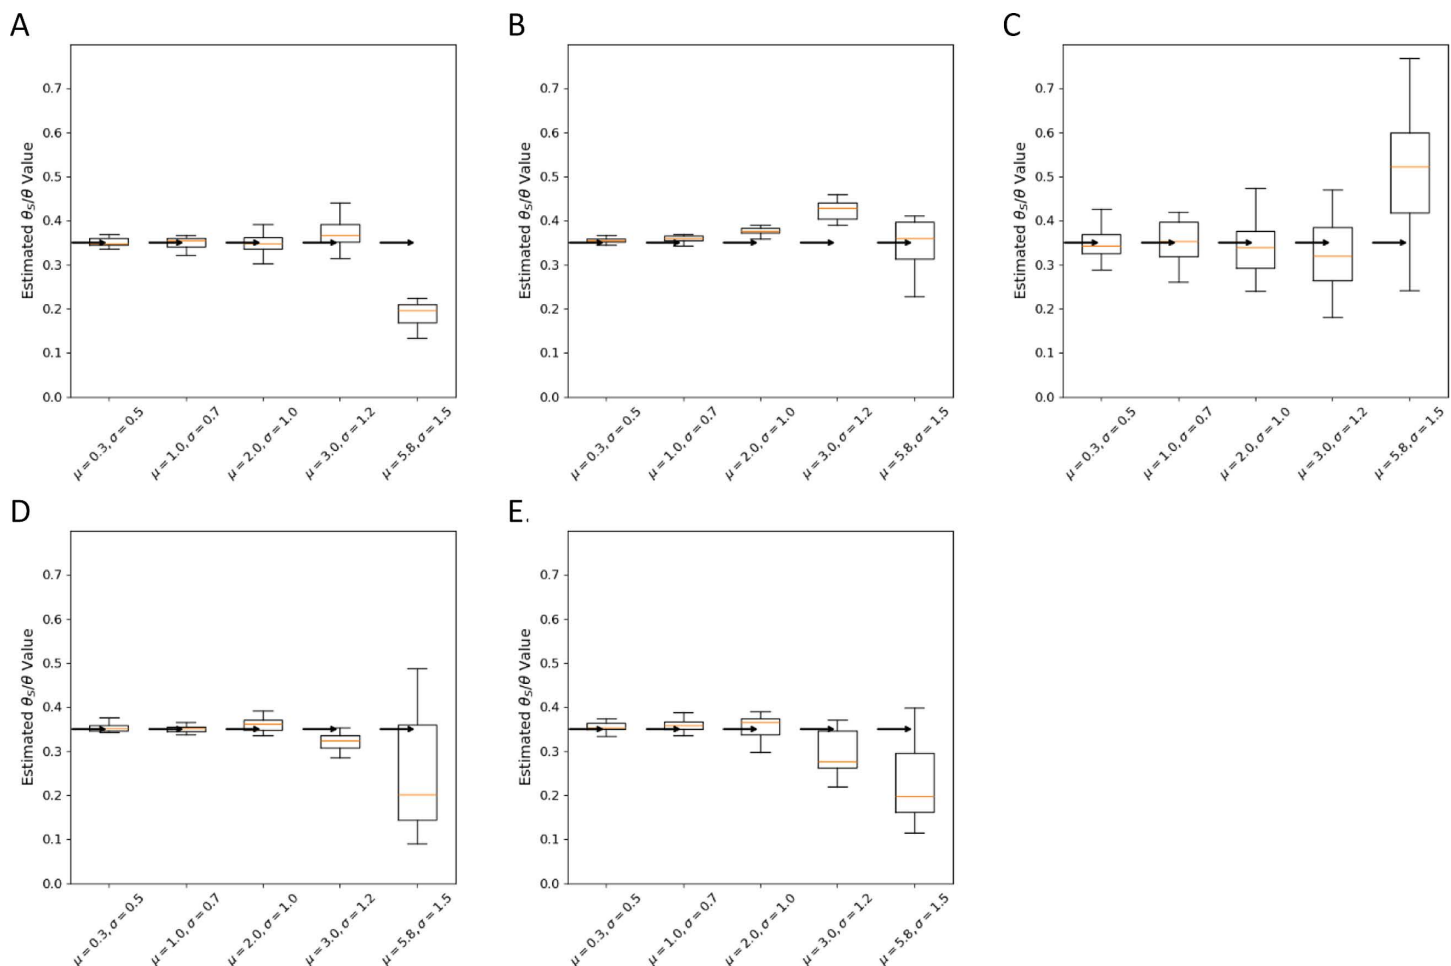 A
B
C
Estimated θ_S/θ Value
0.7
0.6
0.5
0.4
0.3
0.2
0.1
0.0
μ = 0.3, σ = 0.5
μ = 1.0, σ = 0.7
μ = 2.0, σ = 1.0
μ = 3.0, σ = 1.2
μ = 5.8, σ = 1.5
Estimated θ_S/θ Value
0.7
0.6
0.5
0.4
0.3
0.2
0.1
0.0
μ = 0.3, σ = 0.5
μ = 1.0, σ = 0.7
μ = 2.0, σ = 1.0
μ = 3.0, σ = 1.2
μ = 5.8, σ = 1.5
Estimated θ_S/θ Value
0.7
0.6
0.5
0.4
0.3
0.2
0.1
0.0
μ = 0.3, σ = 0.5
μ = 1.0, σ = 0.7
μ = 2.0, σ = 1.0
μ = 3.0, σ = 1.2
μ = 5.8, σ = 1.5
D
E.
Estimated θ_S/θ Value
0.7
0.6
0.5
0.4
0.3
0.2
0.1
0.0
μ = 0.3, σ = 0.5
μ = 1.0, σ = 0.7
μ = 2.0, σ = 1.0
μ = 3.0, σ = 1.2
μ = 5.8, σ = 1.5
Estimated θ_S/θ Value
0.7
0.6
0.5
0.4
0.3
0.2
0.1
0.0
μ = 0.3, σ = 0.5
μ = 1.0, σ = 0.7
μ = 2.0, σ = 1.0
μ = 3.0, σ = 1.2
μ = 5.8, σ = 1.5